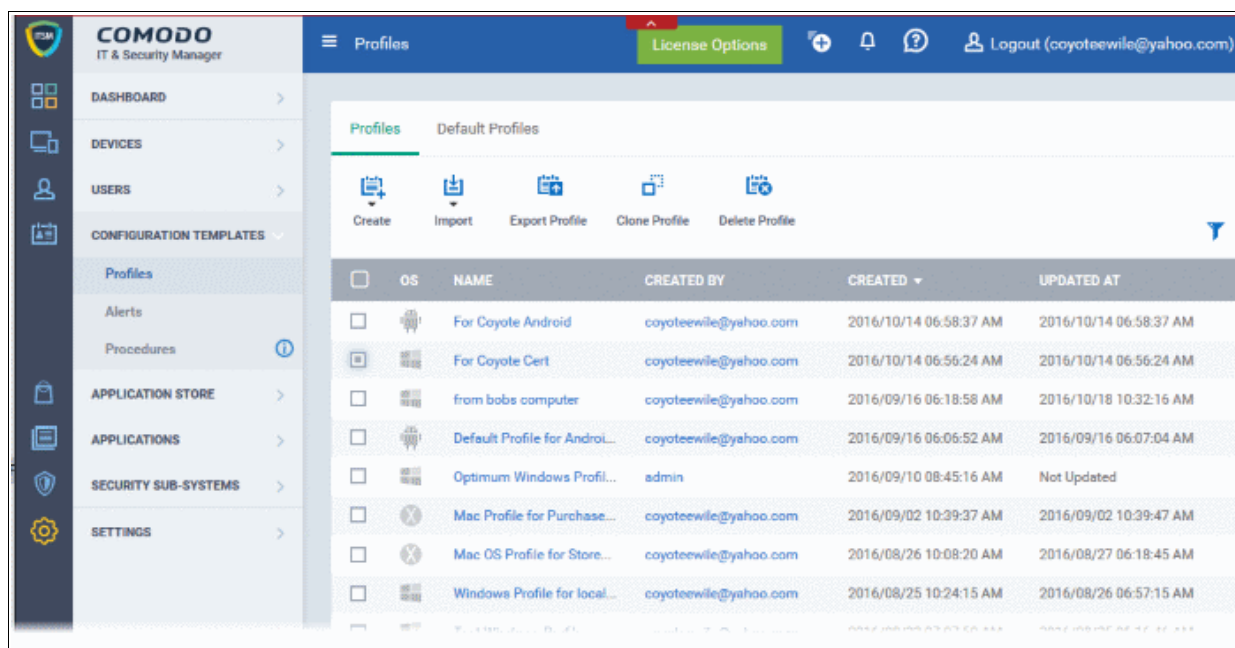 ITSM
COMODO
IT & Security Manager
Profiles
License Options
Logout (coyoteewile@yahoo.com)
DASHBOARD
DEVICES
USERS
CONFIGURATION TEMPLATES
Profiles
Alerts
Procedures
APPLICATION STORE
APPLICATIONS
SECURITY SUB-SYSTEMS
SETTINGS
Profiles Default Profiles
Create Import Export Profile Clone Profile Delete Profile
OS NAME CREATED BY CREATED UPDATED AT
For Coyote Android coyoteewile@yahoo.com 2016/10/14 06:58:37 AM 2016/10/14 06:58:37 AM
For Coyote Cert coyoteewile@yahoo.com 2016/10/14 06:56:24 AM 2016/10/14 06:56:24 AM
from bobs computer coyoteewile@yahoo.com 2016/09/16 06:18:58 AM 2016/10/18 10:32:16 AM
Default Profile for Androi... coyoteewile@yahoo.com 2016/09/16 06:06:52 AM 2016/09/16 06:07:04 AM
Optimum Windows Profil... admin 2016/09/10 08:45:16 AM Not Updated
Mac Profile for Purchase... coyoteewile@yahoo.com 2016/09/02 10:39:37 AM 2016/09/02 10:39:47 AM
Mac OS Profile for Store... coyoteewile@yahoo.com 2016/08/26 10:08:20 AM 2016/08/27 06:18:45 AM
Windows Profile for local... coyoteewile@yahoo.com 2016/08/25 10:24:15 AM 2016/08/26 06:57:15 AM